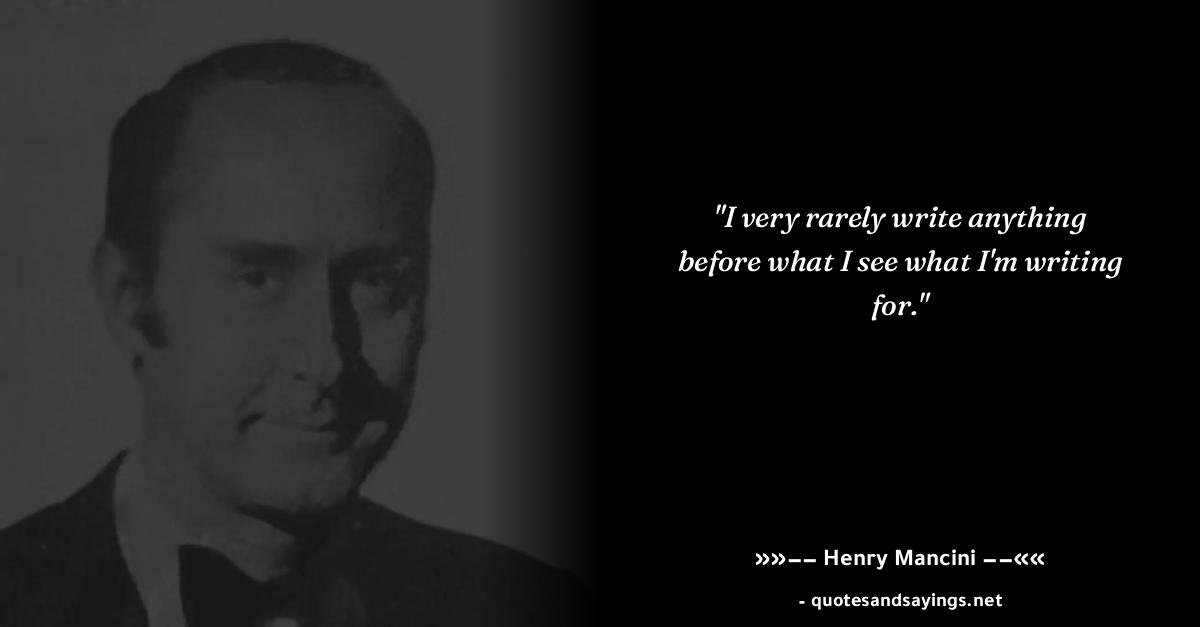 "I very rarely write anything
before what I see what I'm writing
for."
»»–– Henry Mancini ––««
- quotesandsayings.net